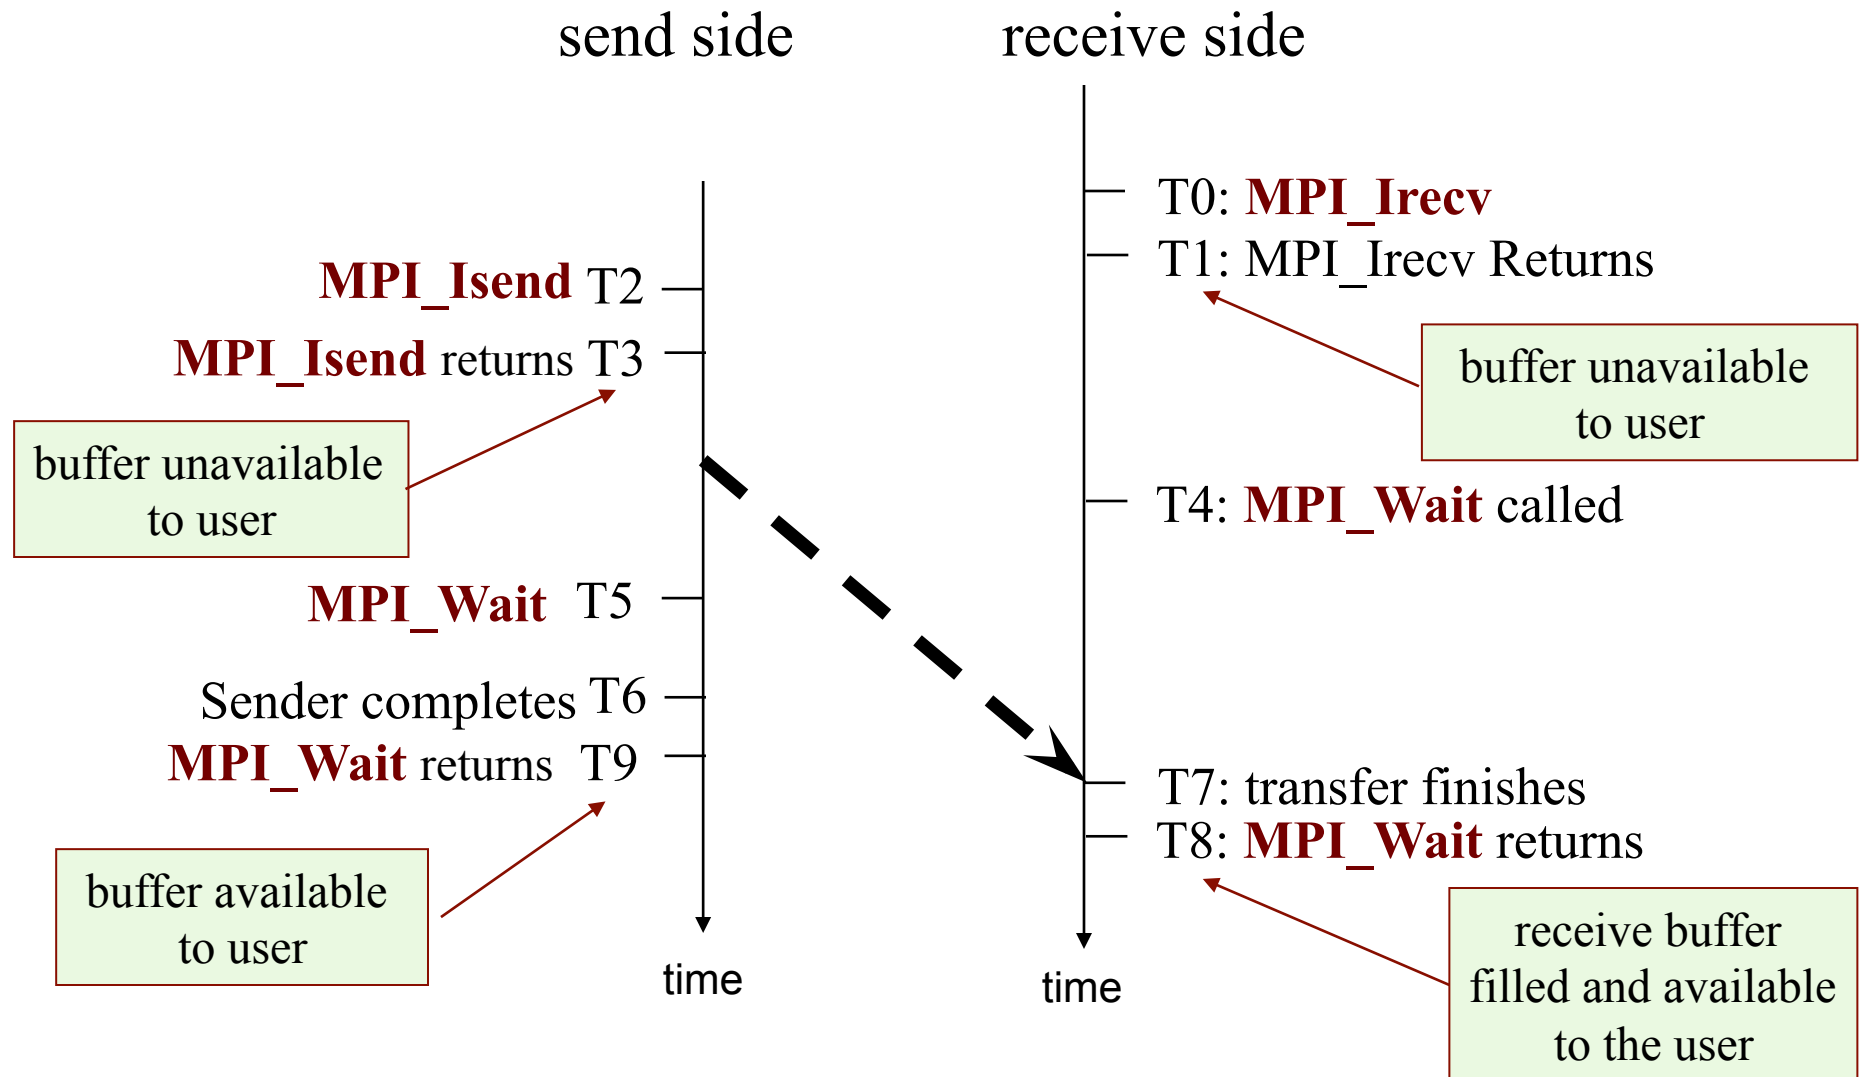 send side
receive side
T0: MPI_Irecv
T1: MPI_Irecv Returns
MPI_Isend T2
MPI_Isend returns T3
buffer unavailable
to user
buffer unavailable
to user
T4: MPI_Wait called
MPI_Wait T5
Sender completes T6
MPI_Wait returns T9
T7: transfer finishes
T8: MPI_Wait returns
buffer available
to user
receive buffer
filled and available
to the user
time
time